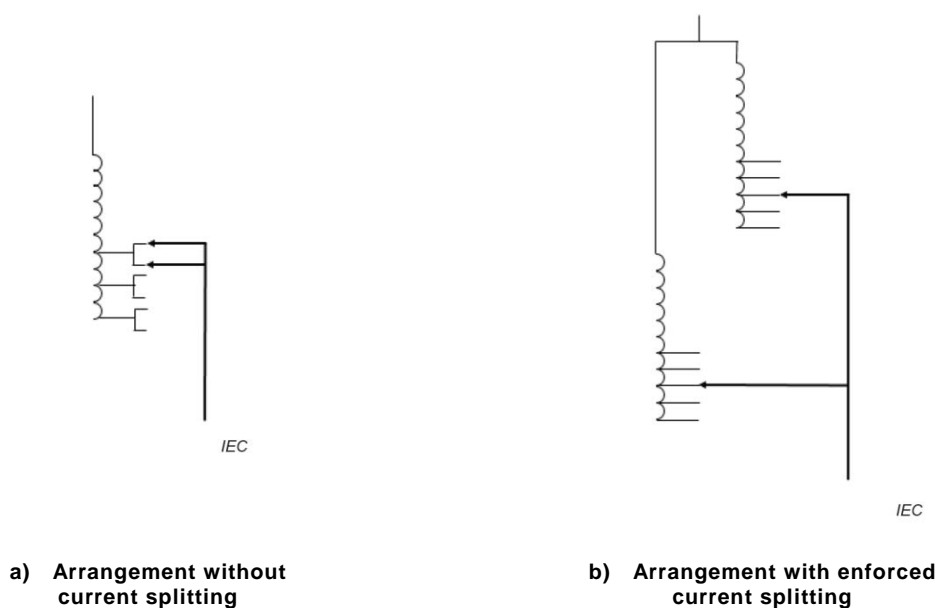 IEC
IEC
a) Arrangement without
current splitting
b) Arrangement with enforced
current splitting